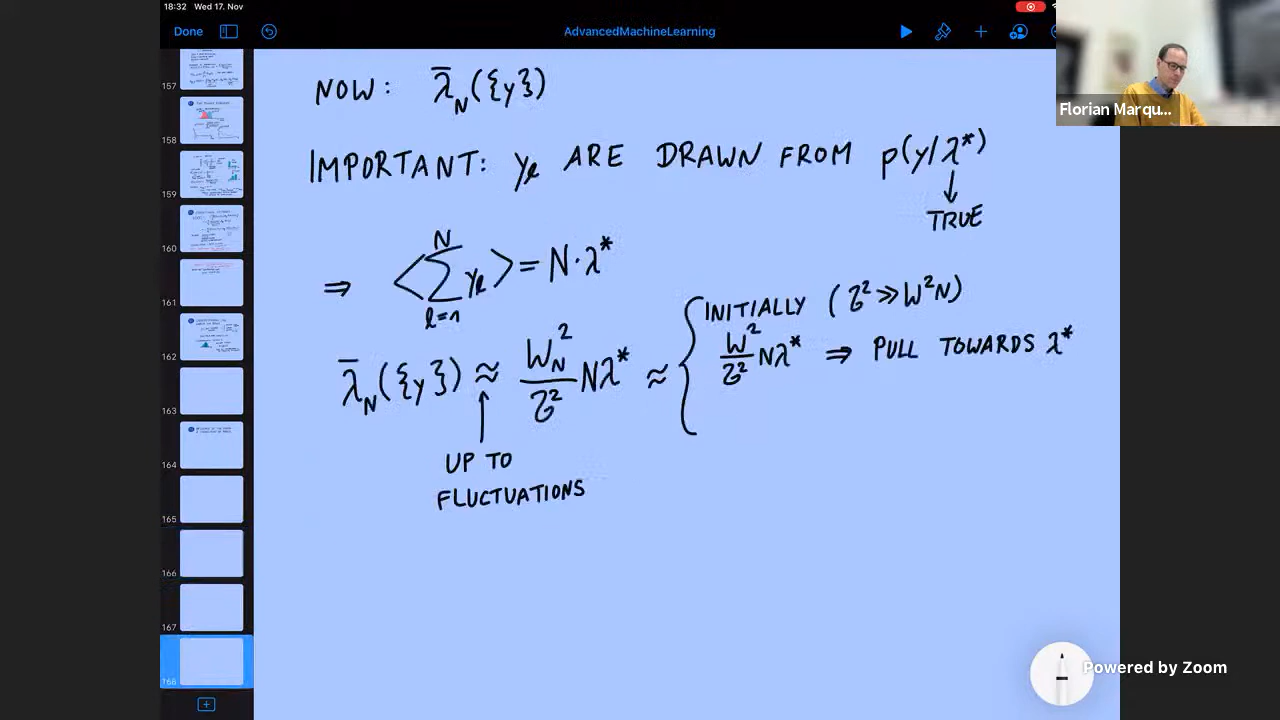 18:32 Wed 17. Nov
Done
AdvancedMachineLearning
Florian Marqu...
NOW: λ̄_N({y})
IMPORTANT: y_ℓ ARE DRAWN FROM p(y|λ*)
↓
TRUE
⇒ ⟨∑_{ℓ=1}^{N} y_ℓ⟩ = N·λ*
λ̄_N({y}) ≈ W_N²/σ² Nλ* ≈ {
INITIALLY (σ² ≫ W²N)
W²/σ² Nλ* ⇒ PULL TOWARDS λ*
↑
UP TO
FLUCTUATIONS
157
158
159
160
161
162
163
164
165
166
167
168
Powered by Zoom